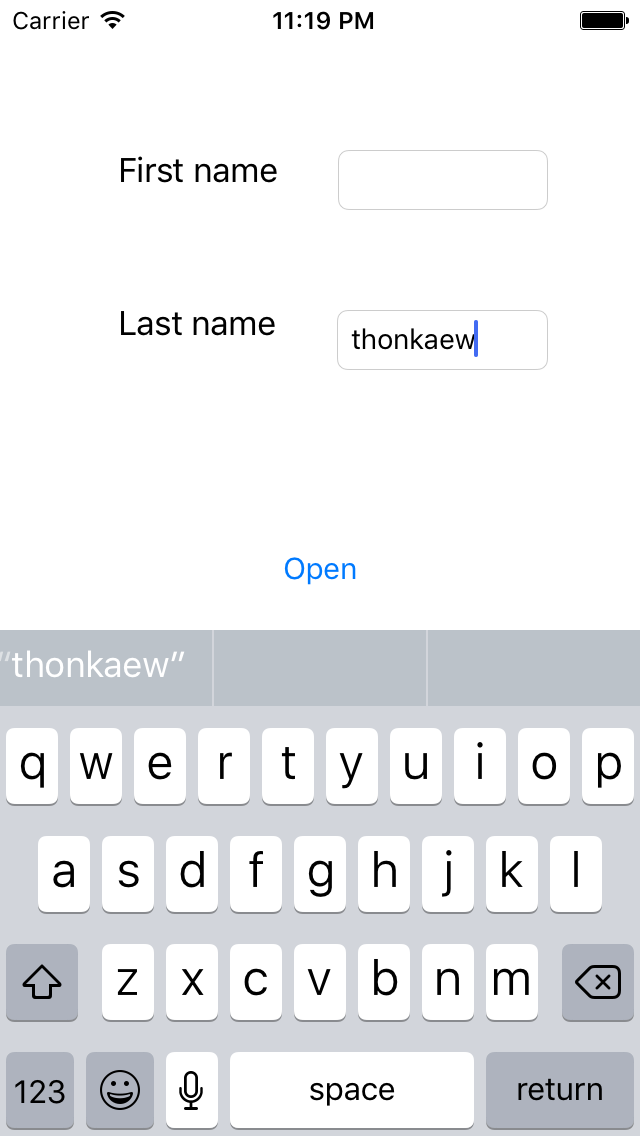 Carrier 11:19 PM
First name
Last name thonkaew
Open
“thonkaew”
q w e r t y u i o p
a s d f g h j k l
z x c v b n m
123 space return